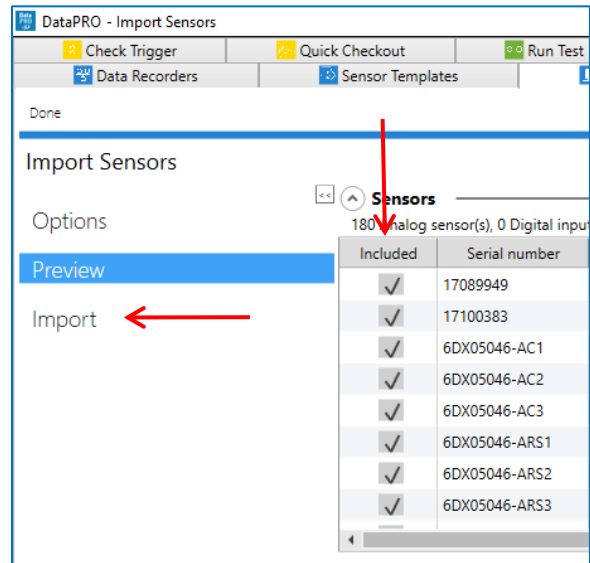 DataPRO - Import Sensors
Check Trigger Quick Checkout Run Test
Data Recorders Sensor Templates
Done
Import Sensors
<< Sensors
Options
180 Analog sensor(s), 0 Digital input
Included Serial number
Preview
17089949
Import
17100383
6DX05046-AC1
6DX05046-AC2
6DX05046-AC3
6DX05046-ARS1
6DX05046-ARS2
6DX05046-ARS3